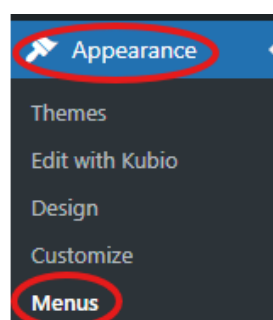 Appearance
Themes
Edit with Kubio
Design
Customize
Menus